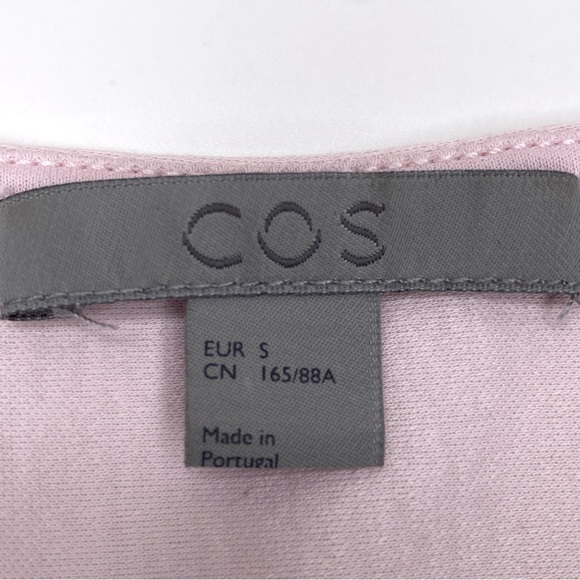 COS
EUR S
CN 165/88A
Made in
Portugal